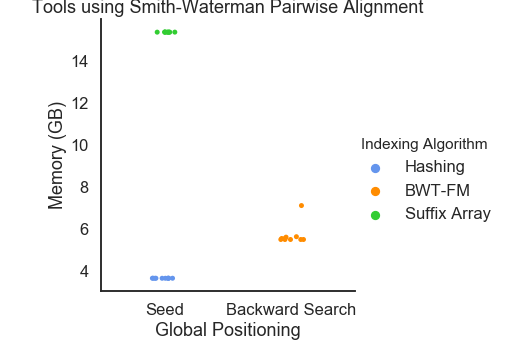 Tools using Smith-Waterman Pairwise Alignment
14
12
10
8
6
4
Memory (GB)
Seed
Backward Search
Global Positioning
Indexing Algorithm
Hashing
BWT-FM
Suffix Array